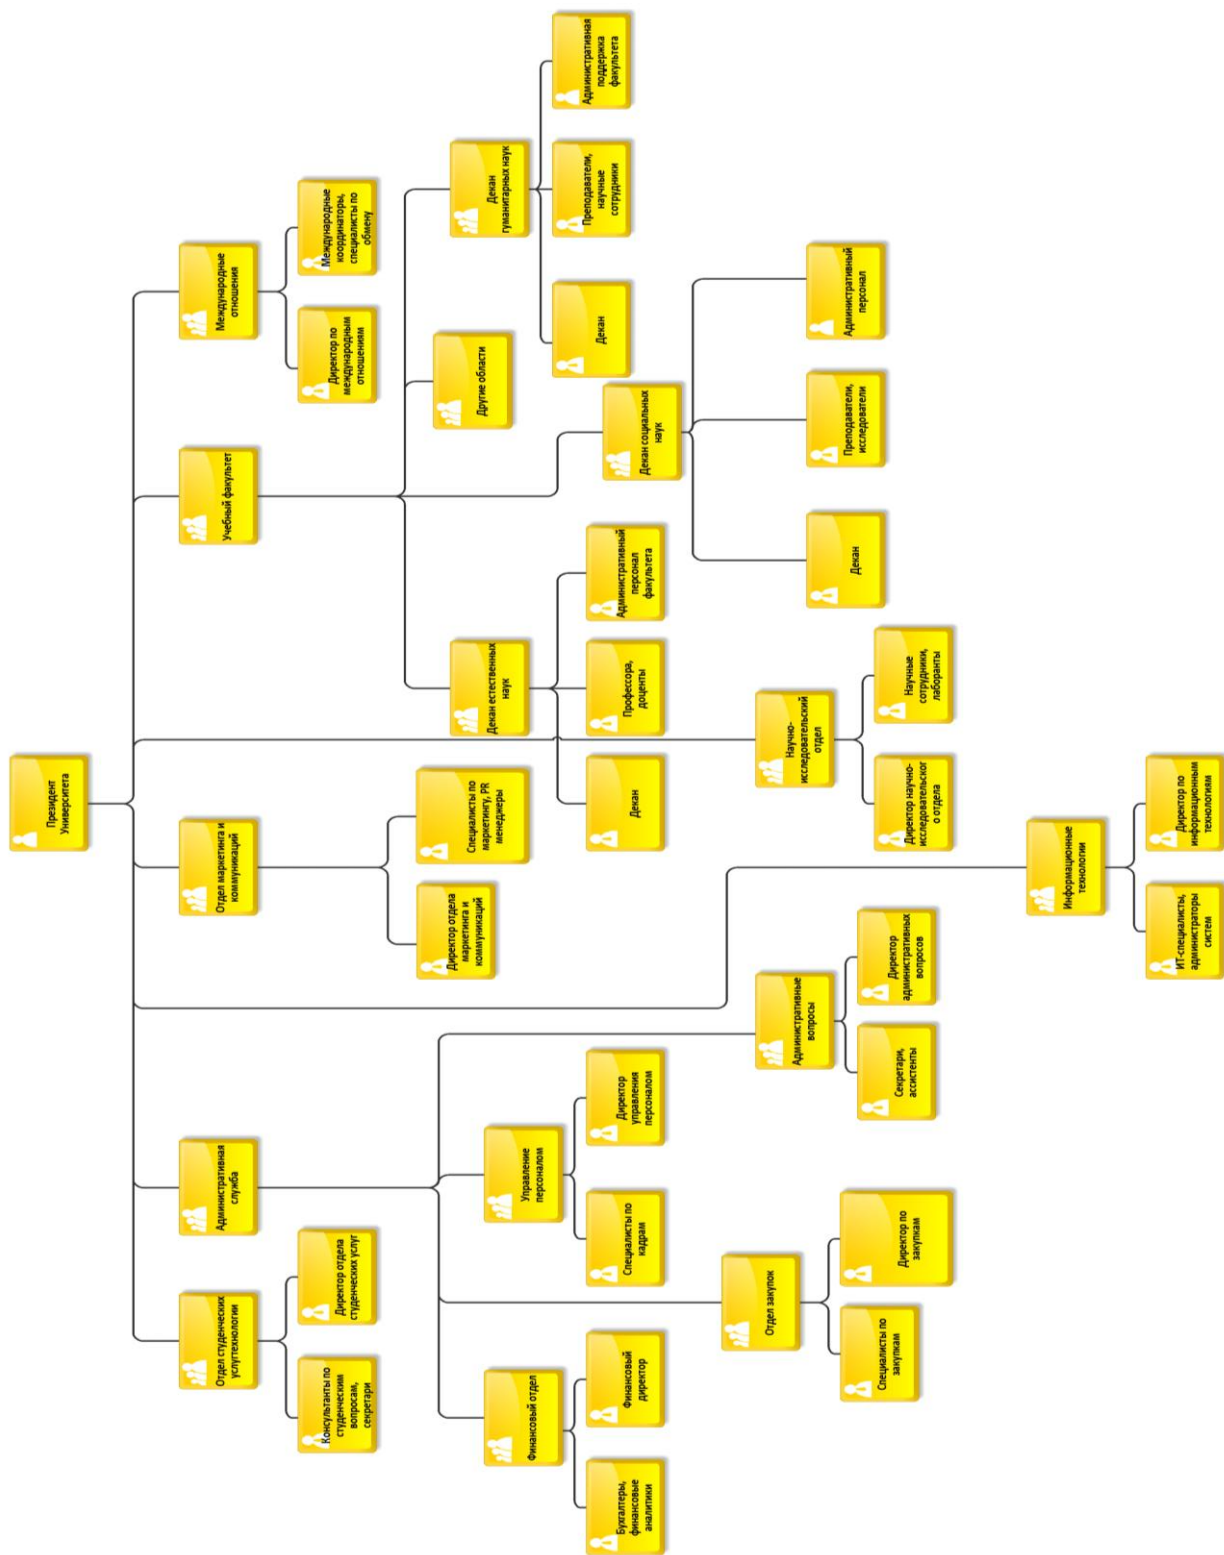 Президент
Университета
Отдел студенческих
услугтехнологии
Административная
служба
Отдел маркетинга и
коммуникаций
Учебный факультет
Международные
отношения
Консультанты по
студенческим
вопросам,
секретари
Директор отдела
студенческих услуг
Директор по
международным
отношениям
Международные
координаторы,
специалисты по
обмену
Директор отдела
маркетинга и
коммуникаций
Специалисты по
маркетингу, PR
менеджеры
Другие области
Декан естественных
наук
Декан
гуманитарных наук
Финансовый отдел
Управление
персоналом
Декан
Преподаватели,
научные
сотрудники
Административная
поддержка
факультета
Бухгалтеры,
финансовые
аналитики
Финансовый
директор
Специалисты по
кадрам
Директор
управления
персоналом
Декан
Профессора,
доценты
Административный
персонал
факультета
Декан социальных
наук
Отдел закупок
Административные
вопросы
Научно-
исследовательский
отдел
Декан
Преподаватели,
исследователи
Административный
персонал
Специалисты по
закупкам
Директор по
закупкам
Секретари,
ассистенты
Директор
административных
вопросов
Директор научно-
исследовательског
о отдела
Научные
сотрудники,
лаборанты
Информационные
технологии
ИТ-специалисты,
администраторы
систем
Директор по
информационным
технологиям